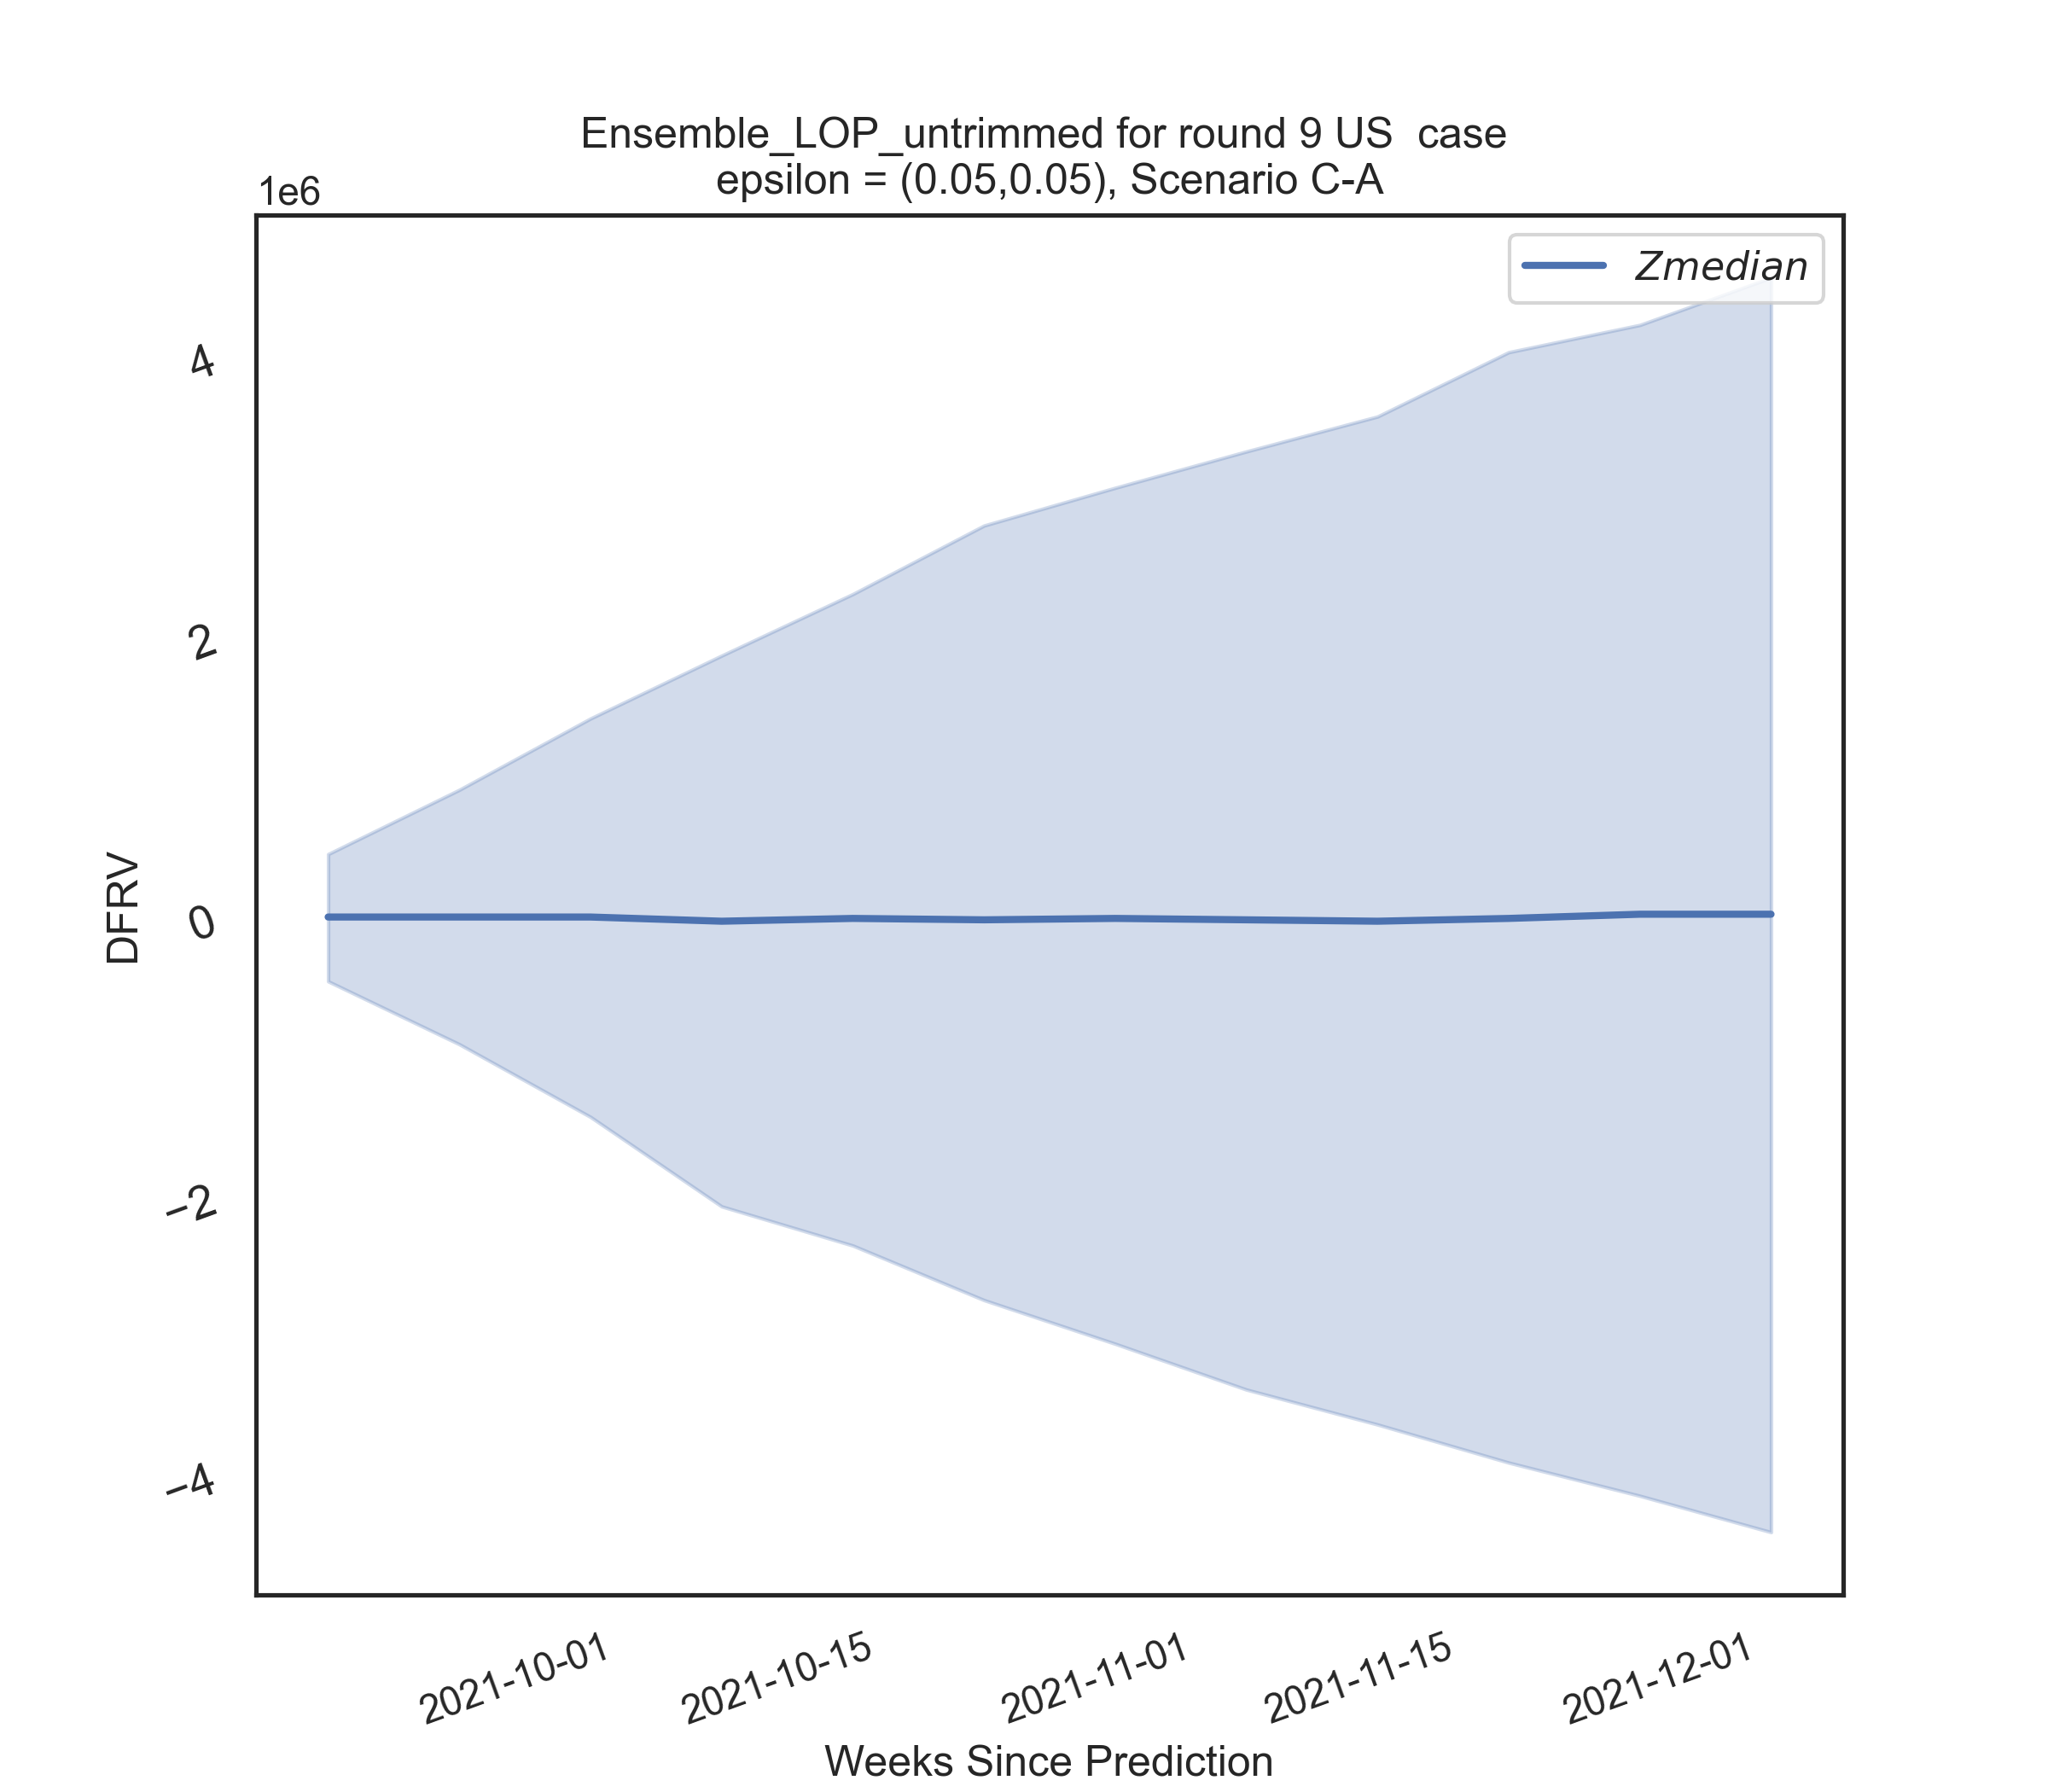 Ensemble_LOP_untrimmed for round 9 US  case
epsilon = (0.05,0.05), Scenario C-A
1e6
Zmedian
4
2
0
−2
−4
DFRV
2021-10-01
2021-10-15
2021-11-01
2021-11-15
2021-12-01
Weeks Since Prediction